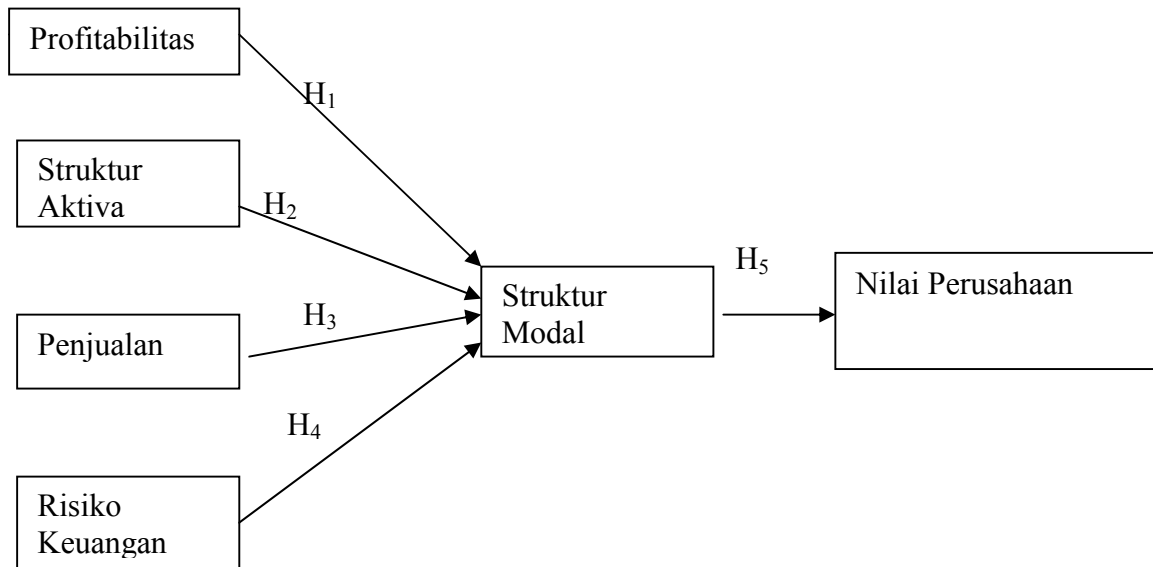 Profitabilitas
H₁
Struktur
Aktiva
H₂
Penjualan
H₃
Risiko
Keuangan
H₄
Struktur
Modal
H₅
Nilai Perusahaan